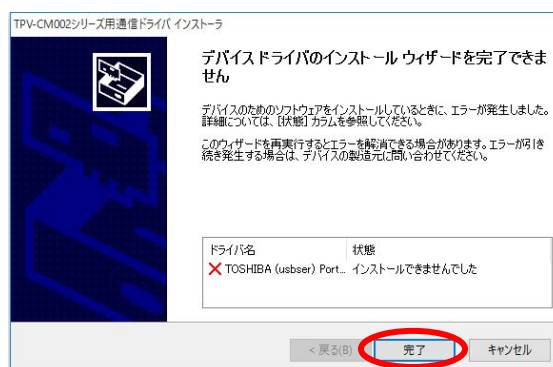 TPV-CM002シリーズ用通信ドライバ インストーラ
デバイスドライバのインストール ウィザードを完了できま
せん
デバイスのためのソフトウェアをインストールしているときに、エラーが発生しました。
詳細については、[状態] カラムを参照してください。
このウィザードを再実行するとエラーを解消できる場合があります。エラーが引き
続き発生する場合は、デバイスの製造元に問い合わせてください。
ドライバ名 状態
TOSHIBA (usbser) Port... インストールできませんでした
< 戻る(B) 完了 キャンセル